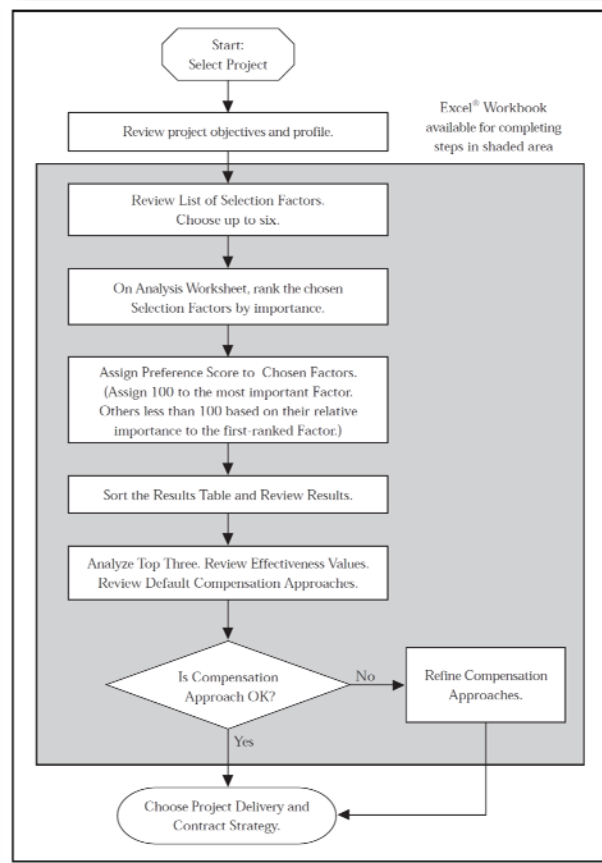 Start:
Select Project
Excel® Workbook
available for completing
steps in shaded area
Review project objectives and profile.
Review List of Selection Factors.
Choose up to six.
On Analysis Worksheet, rank the chosen
Selection Factors by importance.
Assign Preference Score to Chosen Factors.
(Assign 100 to the most important Factor.
Others less than 100 based on their relative
importance to the first-ranked Factor.)
Sort the Results Table and Review Results.
Analyze Top Three. Review Effectiveness Values.
Review Default Compensation Approaches.
Is Compensation
Approach OK?
No
Refine Compensation
Approaches.
Yes
Choose Project Delivery and
Contract Strategy.